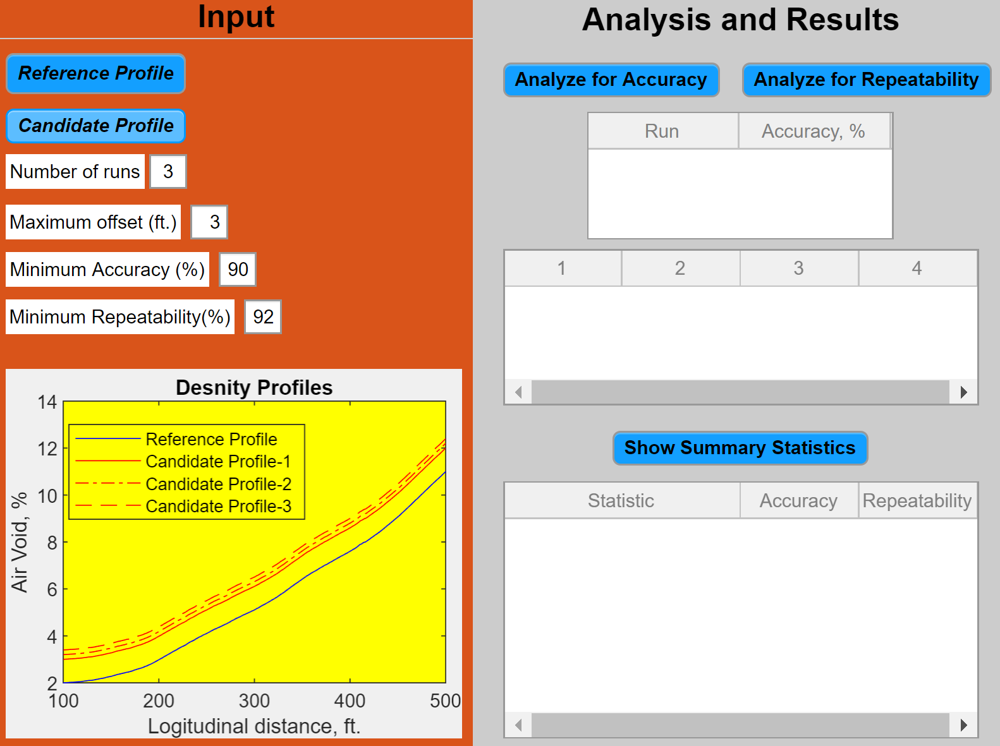 Input
Reference Profile
Candidate Profile
Number of runs 3
Maximum offset (ft.) 3
Minimum Accuracy (%) 90
Minimum Repeatability(%) 92
Desnity Profiles
14
12
10
8
6
4
2
Air Void, %
Reference Profile
Candidate Profile-1
Candidate Profile-2
Candidate Profile-3
100 200 300 400 500
Logitudinal distance, ft.
Analysis and Results
Analyze for Accuracy Analyze for Repeatability
Run Accuracy, %
1 2 3 4
Show Summary Statistics
Statistic Accuracy Repeatability